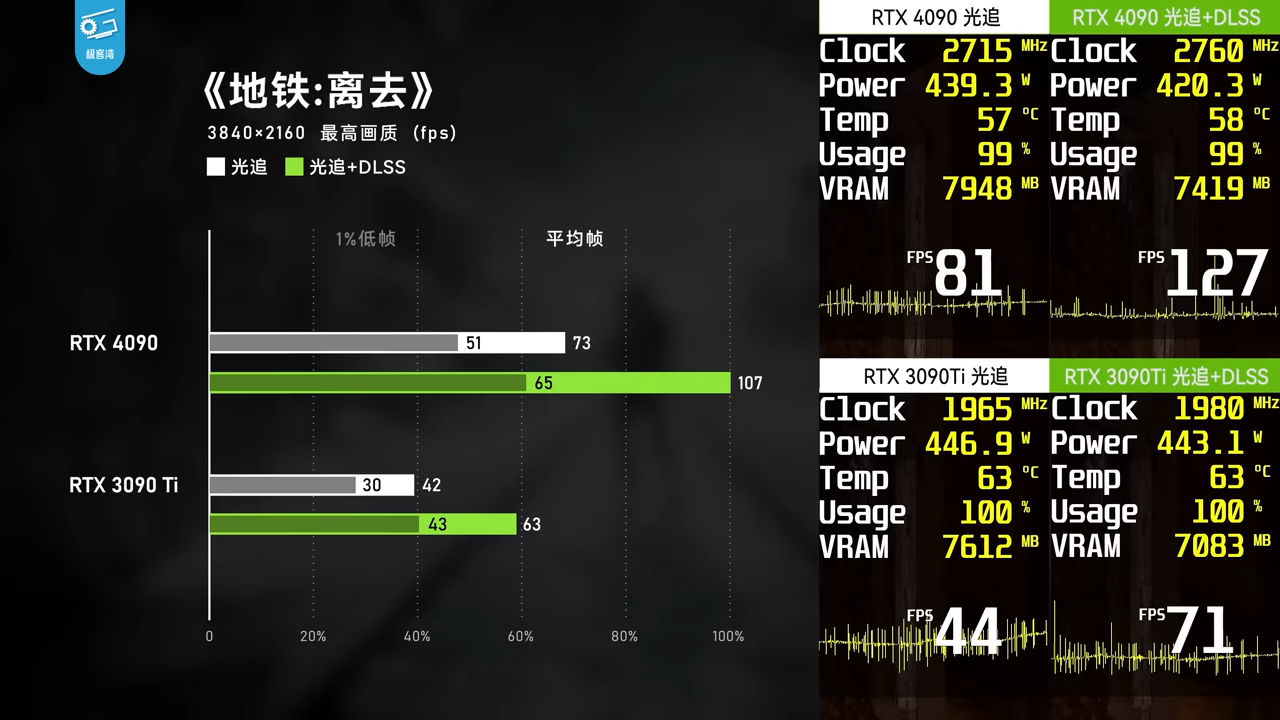 极客湾
《地铁:离去》
3840×2160 最高画质 (fps)
光追 光追+DLSS
1%低帧 平均帧
RTX 4090
51 73
65 107
RTX 3090 Ti
30 42
43 63
0 20% 40% 60% 80% 100%
RTX 4090 光追
Clock 2715 MHz
Power 439.3 W
Temp 57 °C
Usage 99 %
VRAM 7948 MB
FPS 81
RTX 4090 光追+DLSS
Clock 2760 MHz
Power 420.3 W
Temp 58 °C
Usage 99 %
VRAM 7419 MB
FPS 127
RTX 3090Ti 光追
Clock 1965 MHz
Power 446.9 W
Temp 63 °C
Usage 100 %
VRAM 7612 MB
FPS 44
RTX 3090Ti 光追+DLSS
Clock 1980 MHz
Power 443.1 W
Temp 63 °C
Usage 100 %
VRAM 7083 MB
FPS 71